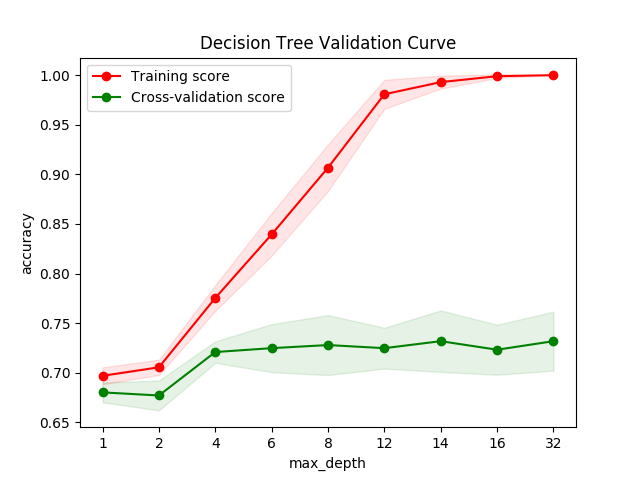 Decision Tree Validation Curve
Training score
Cross-validation score
accuracy
1.00
0.95
0.90
0.85
0.80
0.75
0.70
0.65
1 2 4 6 8 12 14 16 32
max_depth